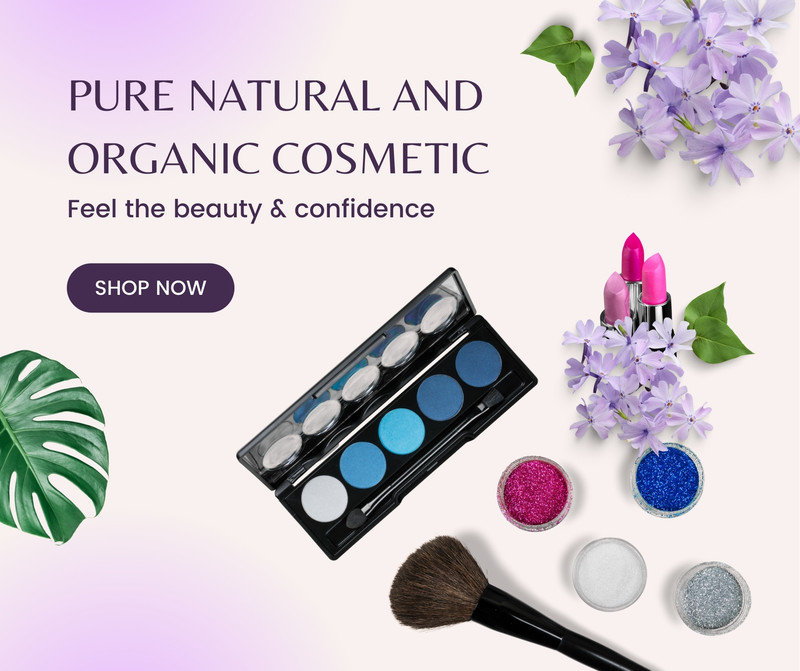 PURE NATURAL AND
ORGANIC COSMETIC
Feel the beauty & confidence
SHOP NOW